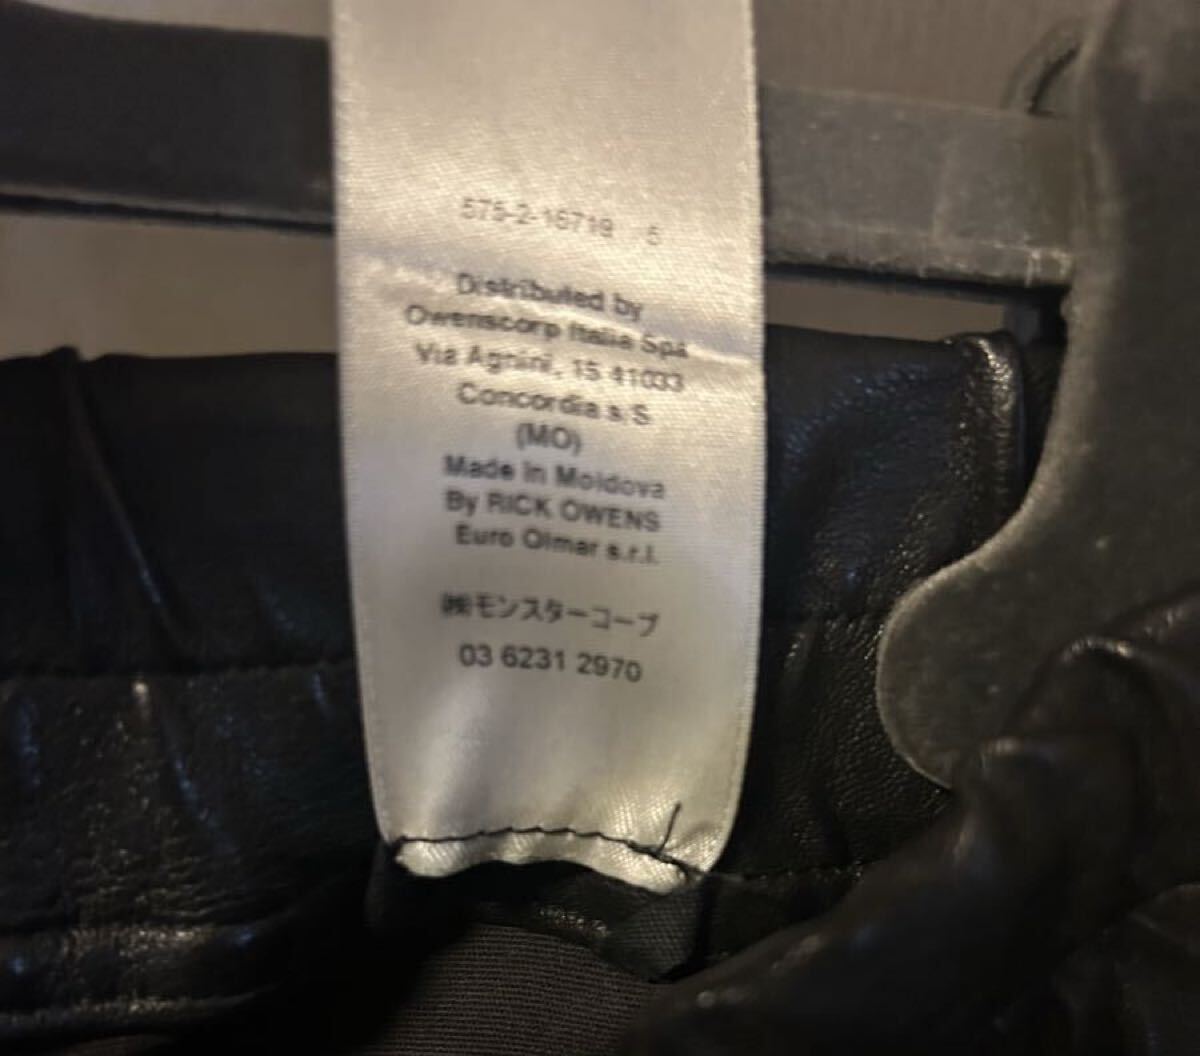 575-2-16719 5
Distributed by
Owenscorp Italia Spa
Via Agnini, 15 41033
Concordia s/S
(MO)
Made in Moldova
By RICK OWENS
Euro Olmar s.r.l.
㈱モンスターコープ
03 6231 2970